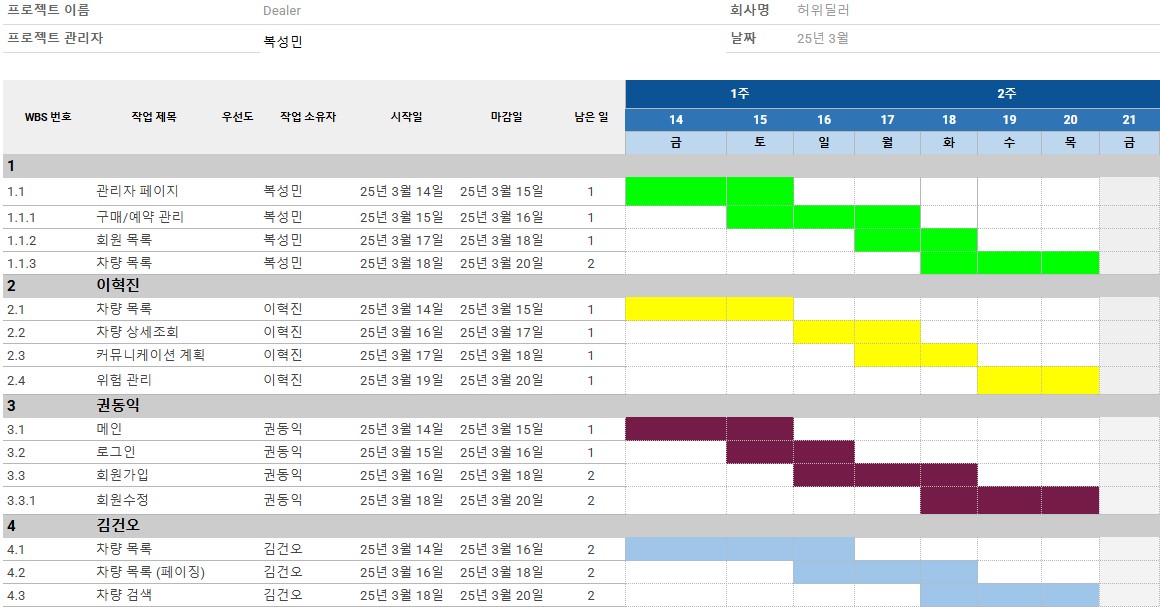 프로젝트 이름 Dealer 회사명 허위딜러
프로젝트 관리자 복성민 날짜 25년 3월
WBS 번호 작업 제목 우선도 작업 소유자 시작일 마감일 남은 일 1주 2주
14 15 16 17 18 19 20 21
금 토 일 월 화 수 목 금
1
1.1 관리자 페이지 복성민 25년 3월 14일 25년 3월 15일 1
1.1.1 구매/예약 관리 복성민 25년 3월 15일 25년 3월 16일 1
1.1.2 회원 목록 복성민 25년 3월 17일 25년 3월 18일 1
1.1.3 차량 목록 복성민 25년 3월 18일 25년 3월 20일 2
2 이혁진
2.1 차량 목록 이혁진 25년 3월 14일 25년 3월 15일 1
2.2 차량 상세조회 이혁진 25년 3월 16일 25년 3월 17일 1
2.3 커뮤니케이션 계획 이혁진 25년 3월 17일 25년 3월 18일 1
2.4 위험 관리 이혁진 25년 3월 19일 25년 3월 20일 1
3 권동익
3.1 메인 권동익 25년 3월 14일 25년 3월 15일 1
3.2 로그인 권동익 25년 3월 15일 25년 3월 16일 1
3.3 회원가입 권동익 25년 3월 16일 25년 3월 18일 2
3.3.1 회원수정 권동익 25년 3월 18일 25년 3월 20일 2
4 김건오
4.1 차량 목록 김건오 25년 3월 14일 25년 3월 16일 2
4.2 차량 목록 (페이징) 김건오 25년 3월 16일 25년 3월 18일 2
4.3 차량 검색 김건오 25년 3월 18일 25년 3월 20일 2